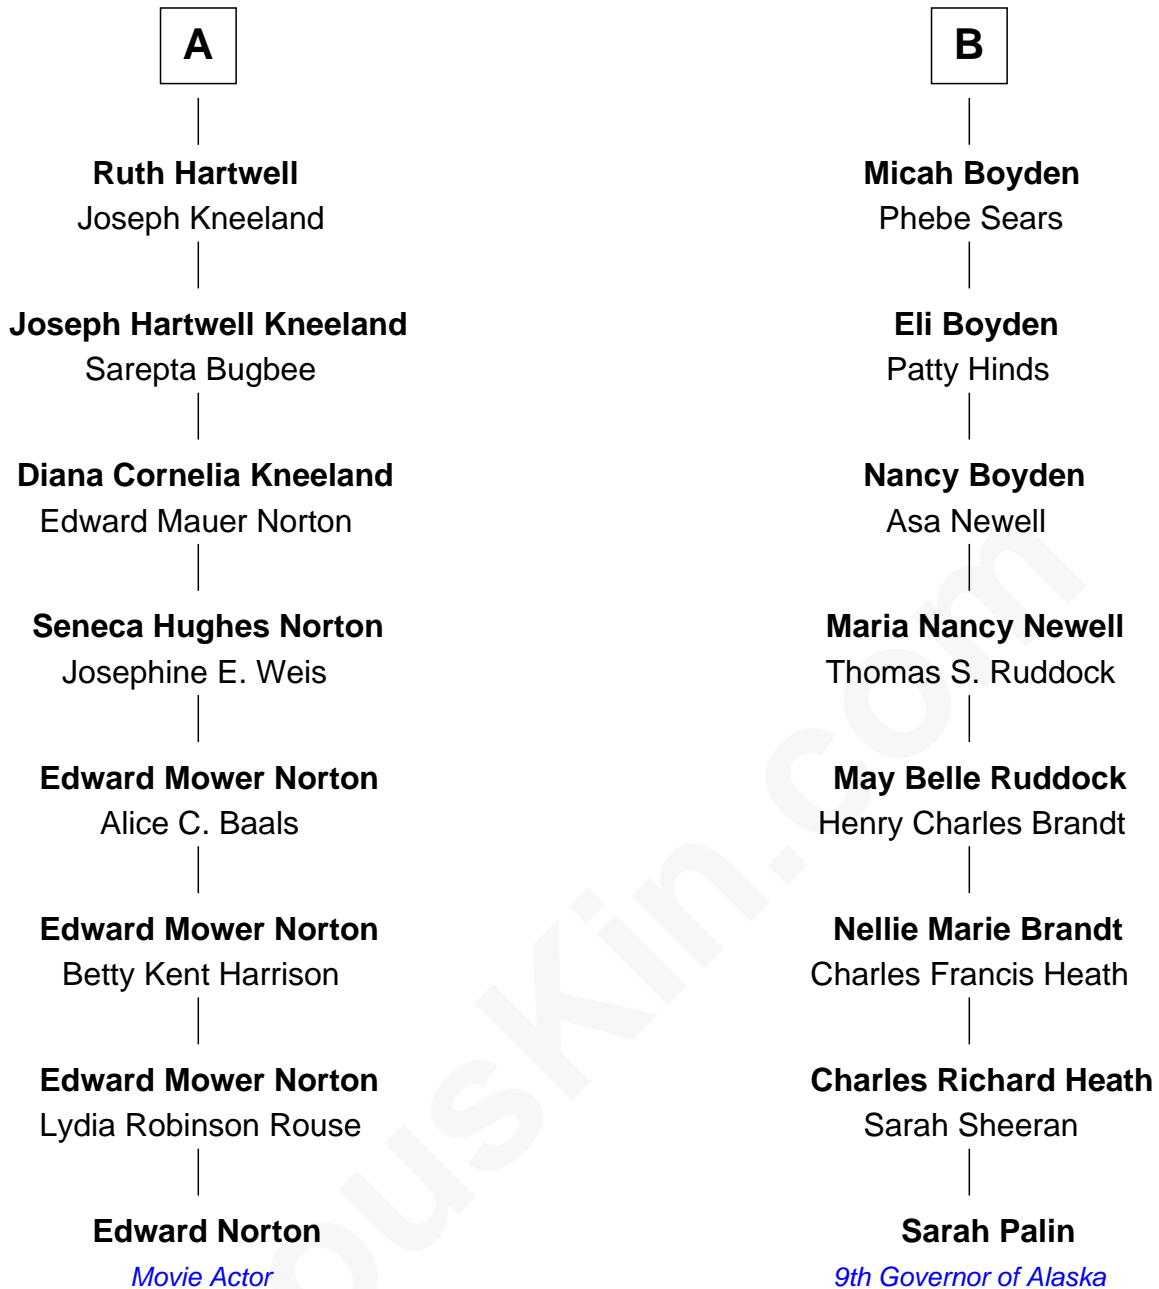 A
Ruth Hartwell
Joseph Kneeland
Joseph Hartwell Kneeland
Sarepta Bugbee
Diana Cornelia Kneeland
Edward Mauer Norton
Seneca Hughes Norton
Josephine E. Weis
Edward Mower Norton
Alice C. Baals
Edward Mower Norton
Betty Kent Harrison
Edward Mower Norton
Lydia Robinson Rouse
Edward Norton
Movie Actor
B
Micah Boyden
Phebe Sears
Eli Boyden
Patty Hinds
Nancy Boyden
Asa Newell
Maria Nancy Newell
Thomas S. Ruddock
May Belle Ruddock
Henry Charles Brandt
Nellie Marie Brandt
Charles Francis Heath
Charles Richard Heath
Sarah Sheeran
Sarah Palin
9th Governor of Alaska
ousKin.com